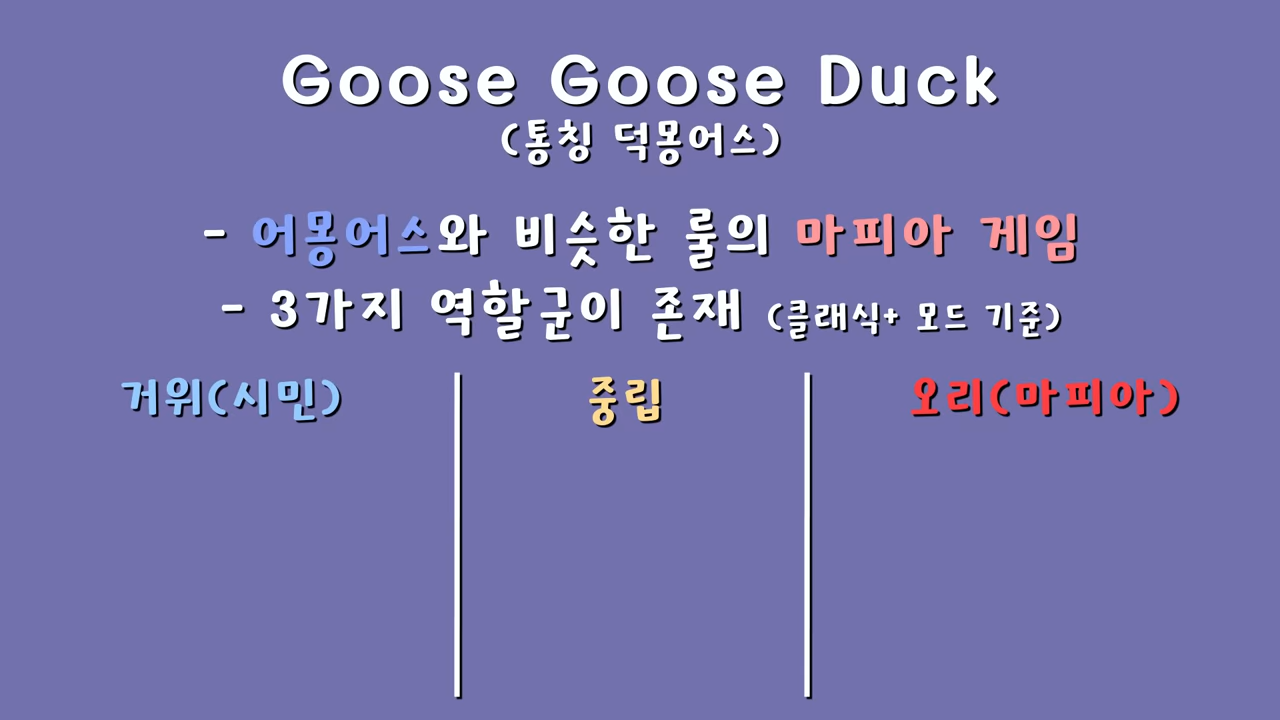 Goose Goose Duck
(통칭 덕몽어스)
- 어몽어스와 비슷한 룰의 마피아 게임
- 3가지 역할군이 존재 (클래식+ 모드 기준)
거위(시민)
중립
오리(마피아)